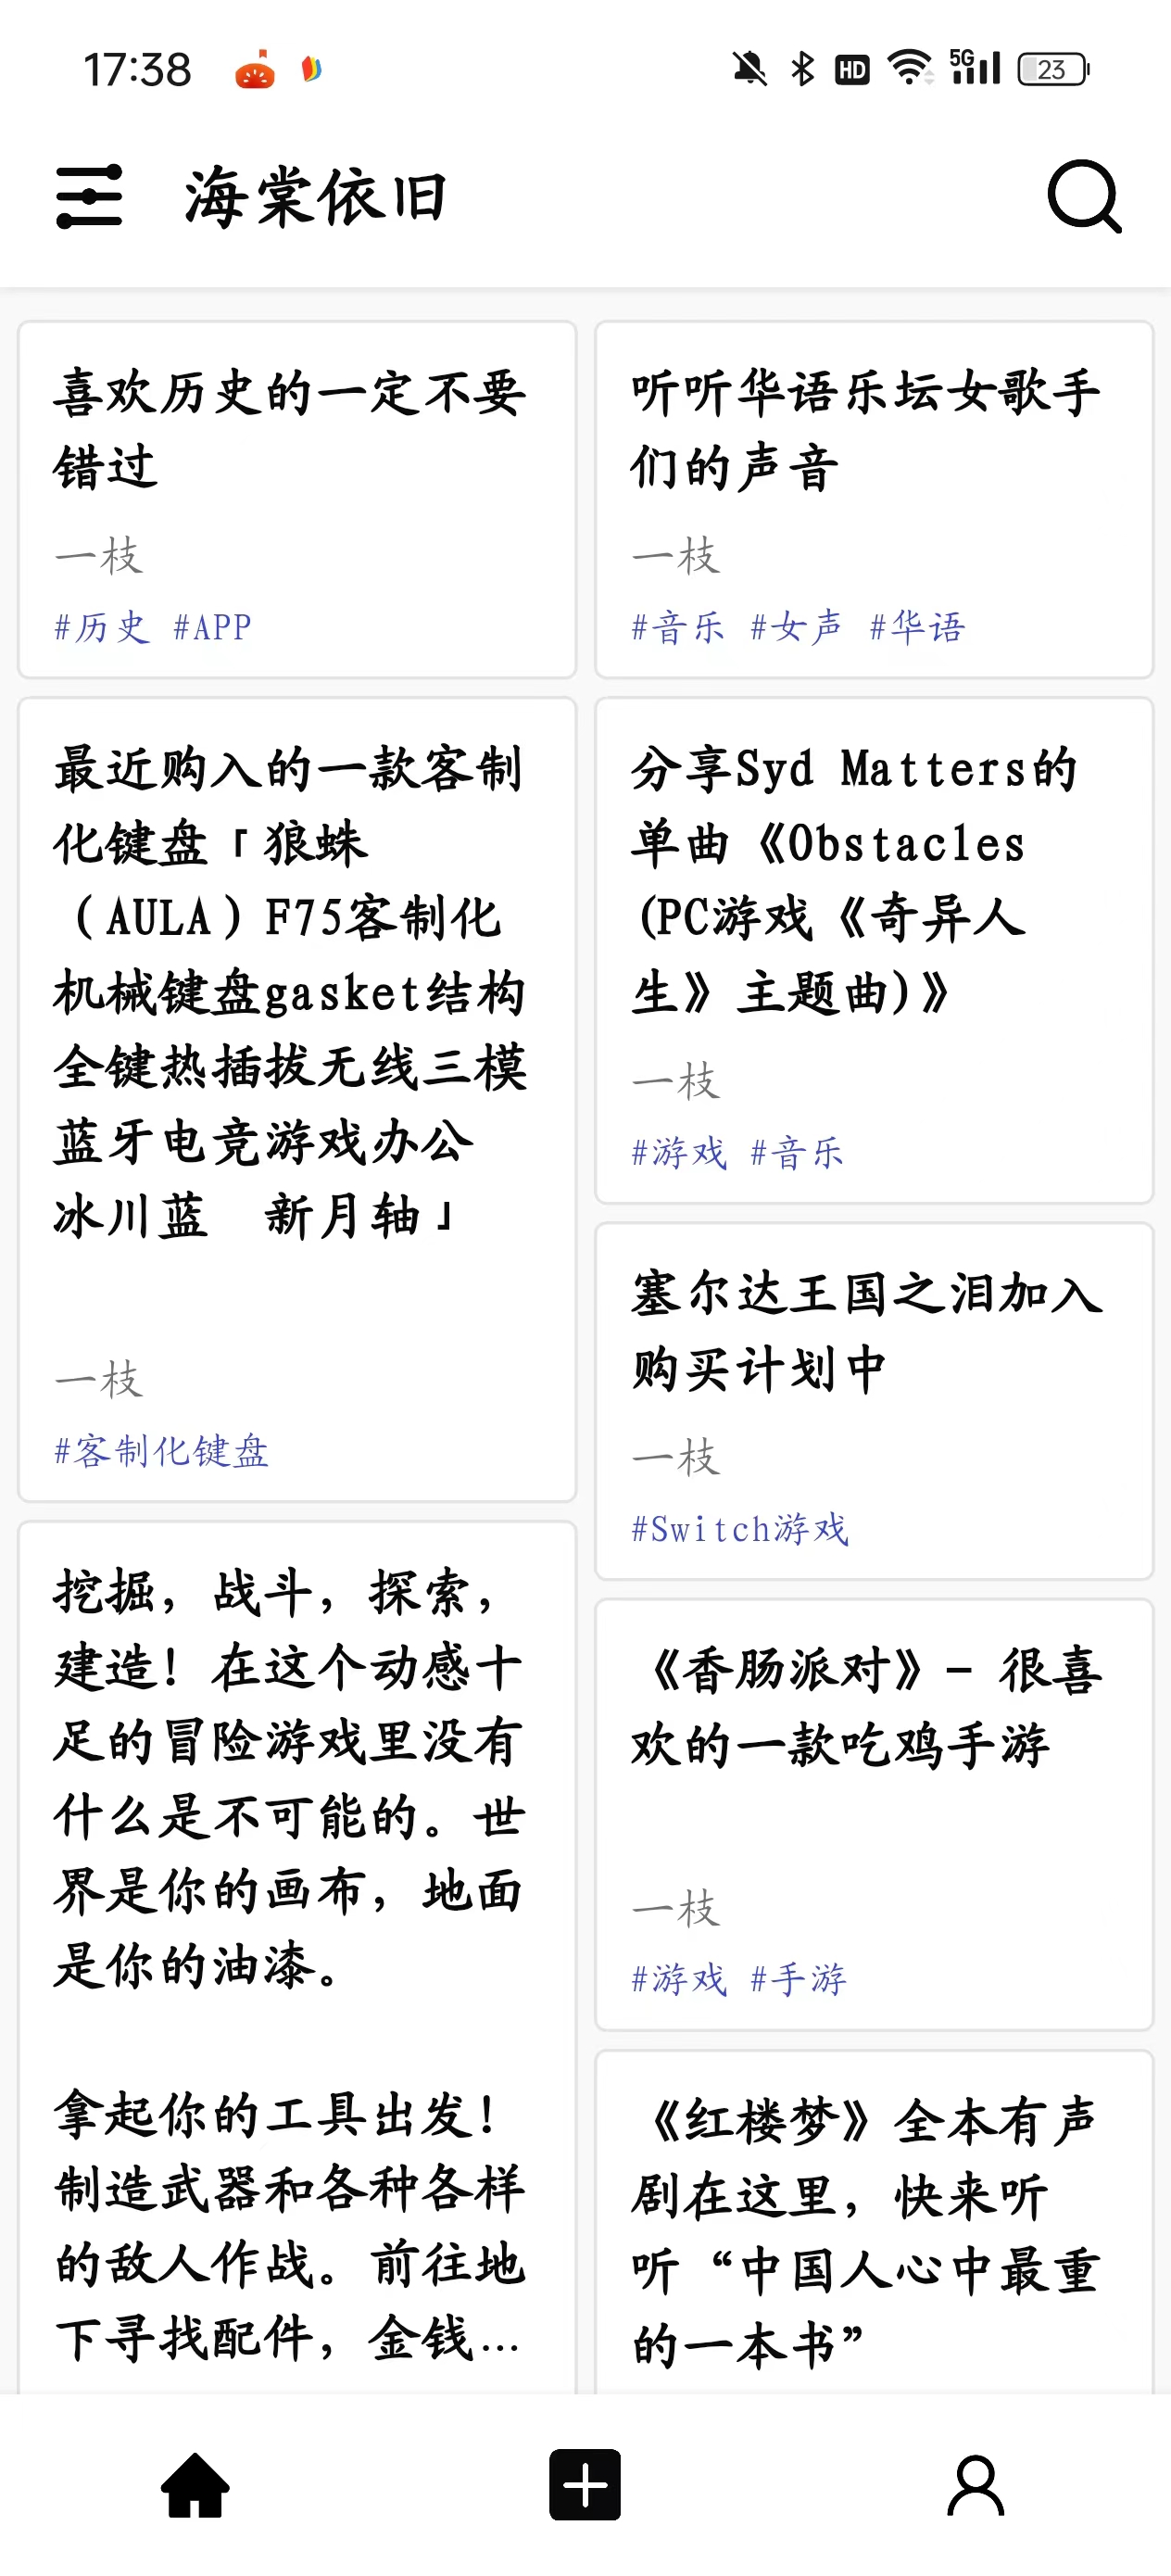 17:38
HD
5G
23
海棠依旧
喜欢历史的一定不要
错过
一枝
#历史 #APP
最近购入的一款客制
化键盘「狼蛛
（AULA）F75客制化
机械键盘gasket结构
全键热插拔无线三模
蓝牙电竞游戏办公
冰川蓝　新月轴」
一枝
#客制化键盘
挖掘，战斗，探索，
建造！在这个动感十
足的冒险游戏里没有
什么是不可能的。世
界是你的画布，地面
是你的油漆。
拿起你的工具出发！
制造武器和各种各样
的敌人作战。前往地
下寻找配件，金钱...
听听华语乐坛女歌手
们的声音
一枝
#音乐 #女声 #华语
分享Syd Matters的
单曲《Obstacles
(PC游戏《奇异人
生》主题曲)》
一枝
#游戏 #音乐
塞尔达王国之泪加入
购买计划中
一枝
#Switch游戏
《香肠派对》- 很喜
欢的一款吃鸡手游
一枝
#游戏 #手游
《红楼梦》全本有声
剧在这里，快来听
听“中国人心中最重
的一本书”